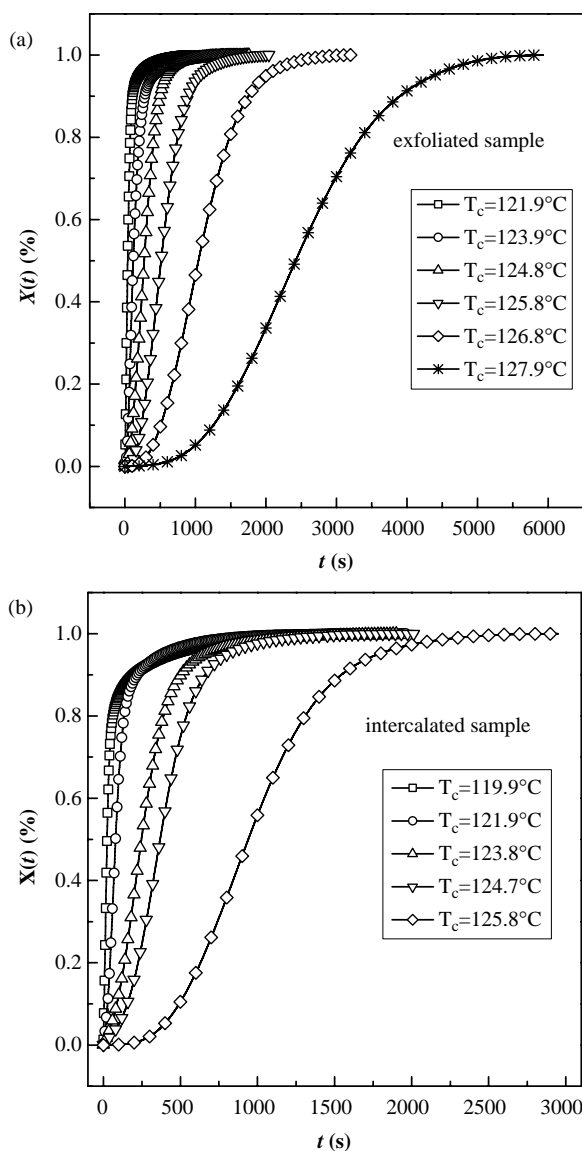 (a)
1.0
0.8
0.6
0.4
0.2
0.0
X(t) (%)
exfoliated sample
T_c=121.9°C
T_c=123.9°C
T_c=124.8°C
T_c=125.8°C
T_c=126.8°C
T_c=127.9°C
0 1000 2000 3000 4000 5000 6000
t (s)
(b)
1.0
0.8
0.6
0.4
0.2
0.0
X(t) (%)
intercalated sample
T_c=119.9°C
T_c=121.9°C
T_c=123.8°C
T_c=124.7°C
T_c=125.8°C
0 500 1000 1500 2000 2500 3000
t (s)